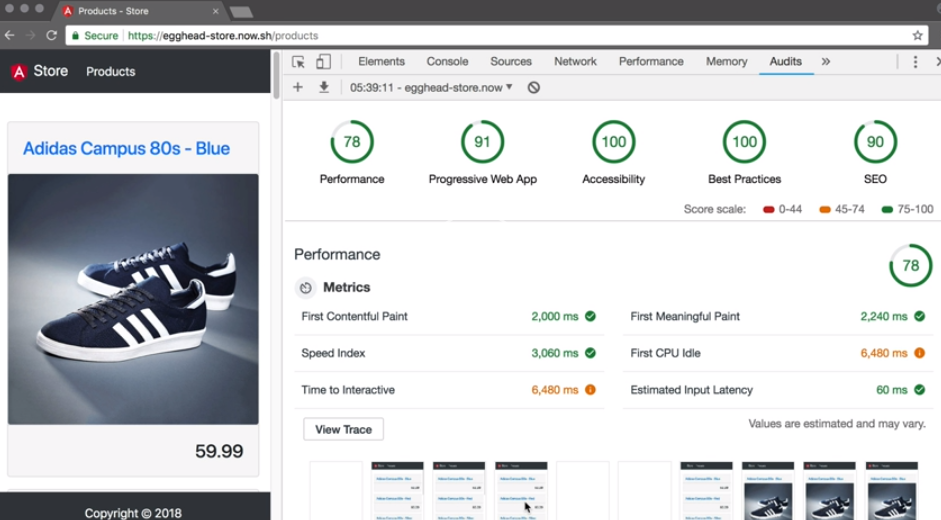 Products - Store
Secure https://egghead-store.now.sh/products
Store Products
Elements Console Sources Network Performance Memory Audits »
05:39:11 - egghead-store.now
Adidas Campus 80s - Blue
59.99
Copyright © 2018
78 91 100 100 90
Performance Progressive Web App Accessibility Best Practices SEO
Score scale: 0-44 45-74 75-100
Performance
78
Metrics
First Contentful Paint 2,000 ms First Meaningful Paint 2,240 ms
Speed Index 3,060 ms First CPU Idle 6,480 ms
Time to Interactive 6,480 ms Estimated Input Latency 60 ms
View Trace
Values are estimated and may vary.